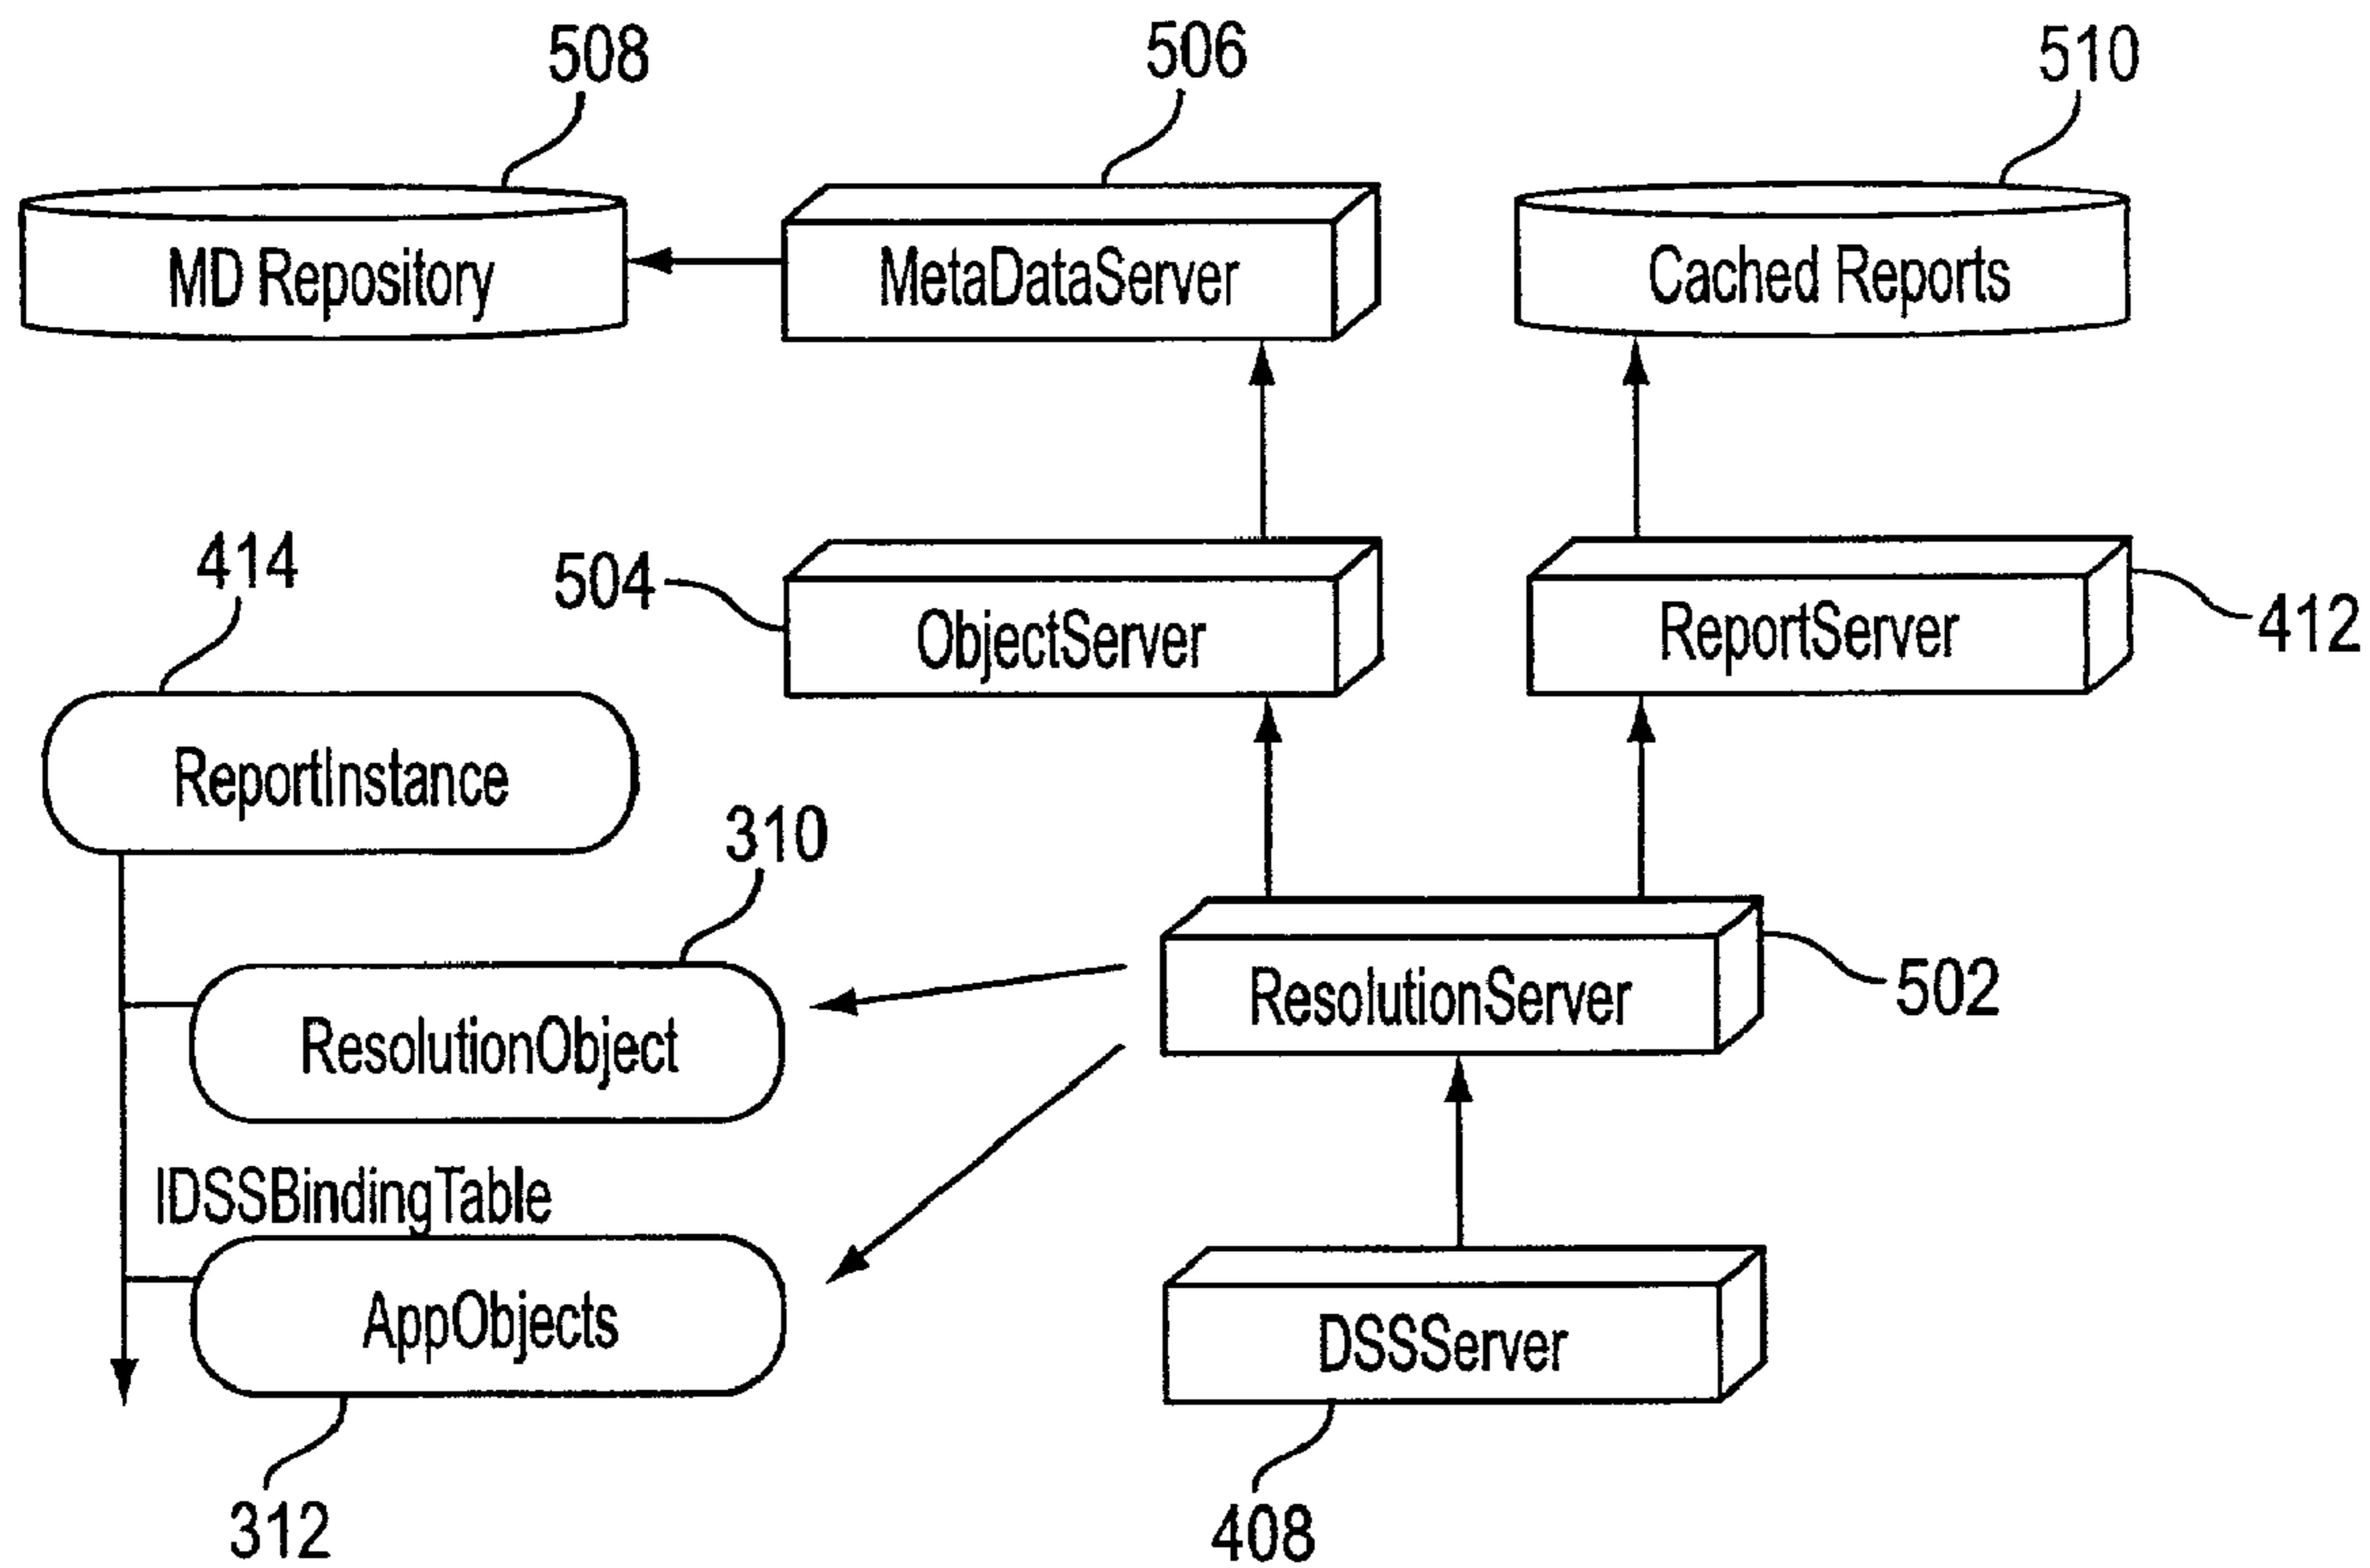 508
506
510
MD Repository
MetaDataServer
Cached Reports
414
504
ObjectServer
ReportServer
412
ReportInstance
310
ResolutionServer
502
ResolutionObject
IDSSBindingTable
AppObjects
DSSServer
312
408